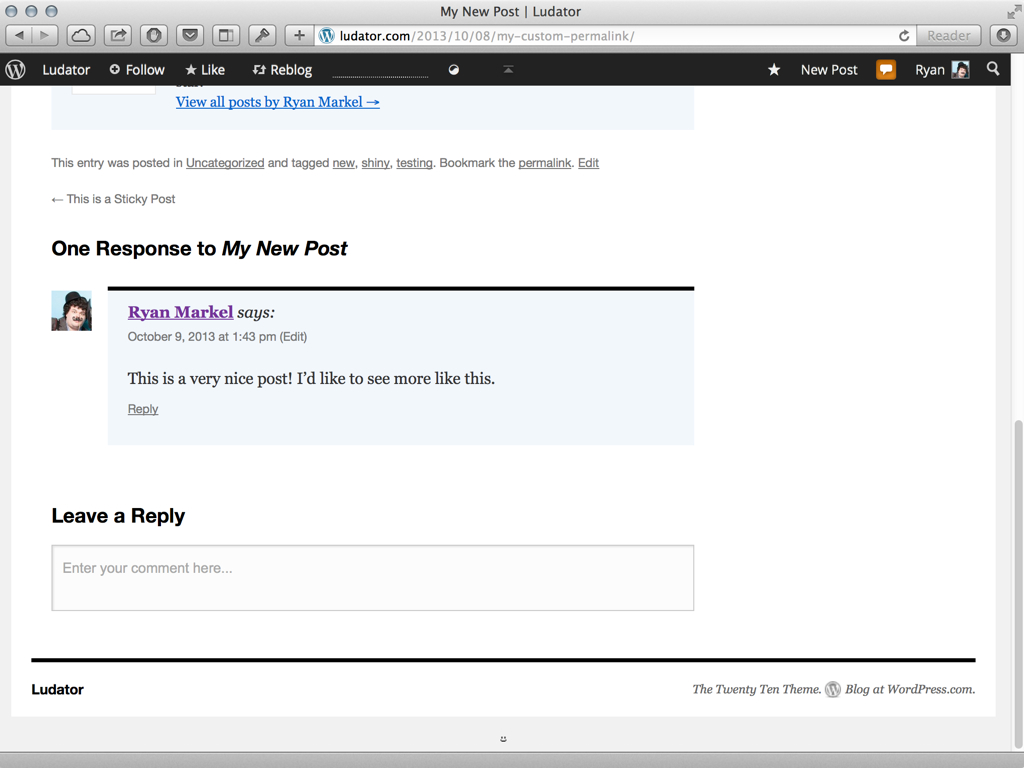 My New Post | Ludator
ludator.com/2013/10/08/my-custom-permalink/
Reader
Ludator Follow Like Reblog New Post Ryan
View all posts by Ryan Markel →
This entry was posted in Uncategorized and tagged new, shiny, testing. Bookmark the permalink. Edit
← This is a Sticky Post
One Response to My New Post
Ryan Markel says:
October 9, 2013 at 1:43 pm (Edit)
This is a very nice post! I’d like to see more like this.
Reply
Leave a Reply
Enter your comment here...
Ludator
The Twenty Ten Theme. Blog at WordPress.com.